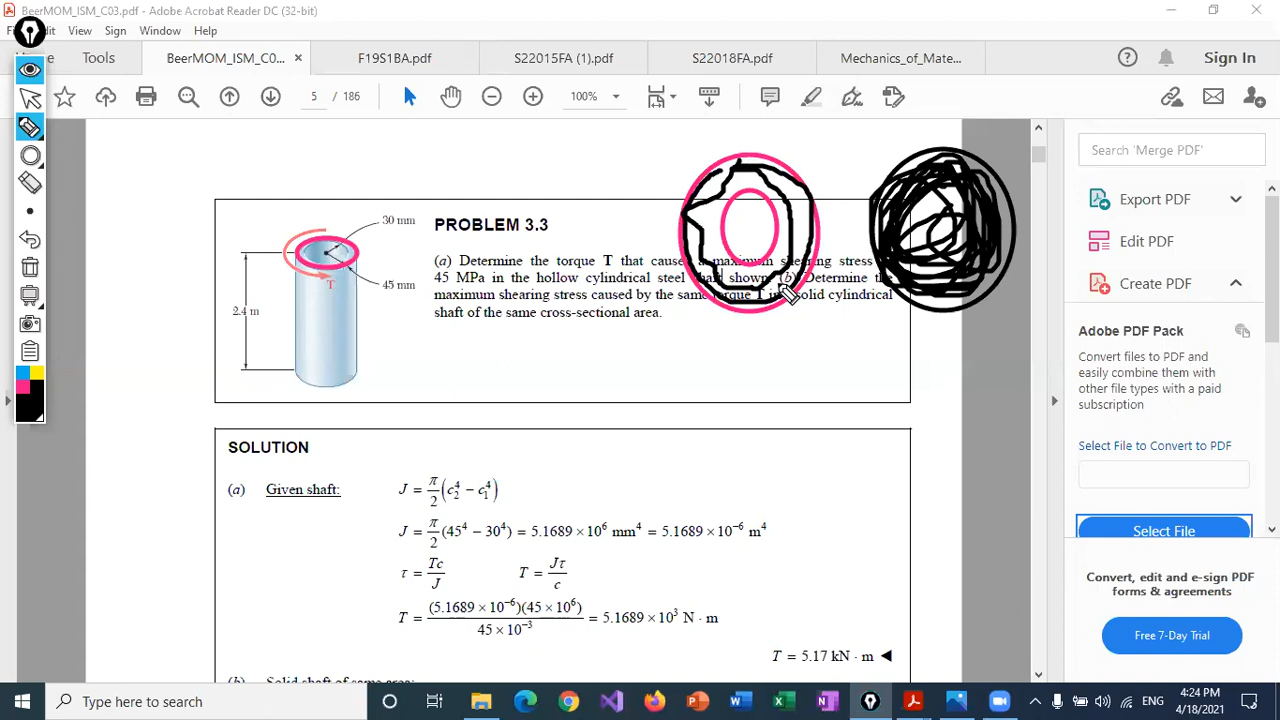 BeerMOM_ISM_C03.pdf - Adobe Acrobat Reader DC (32-bit)
View Sign Window Help
Tools BeerMOM_ISM_C0... × F19S1BA.pdf S22015FA (1).pdf S22018FA.pdf Mechanics_of_Mate... Sign In
5 / 186 100%
Search 'Merge PDF'
Export PDF
Edit PDF
Create PDF
Adobe PDF Pack
Convert files to PDF and
easily combine them with
other file types with a paid
subscription
Select File to Convert to PDF
Select File
Convert, edit and e-sign PDF
forms & agreements
Free 7-Day Trial
30 mm
45 mm
T
2.4 m
PROBLEM 3.3
(a) Determine the torque T that causes a maximum shearing stress
45 MPa in the hollow cylindrical steel shaft shown. (b) Determine the
maximum shearing stress caused by the same torque T in solid cylindrical
shaft of the same cross-sectional area.
SOLUTION
(a) Given shaft: J = π/2 (c₂⁴ − c₁⁴)
J = π/2 (45⁴ − 30⁴) = 5.1689 × 10⁶ mm⁴ = 5.1689 × 10⁻⁶ m⁴
τ = Tc/J T = Jτ/c
T = (5.1689 × 10⁻⁶)(45 × 10⁶) / 45 × 10⁻³ = 5.1689 × 10³ N · m
T = 5.17 kN · m ◄
(b) Solid shaft of same area:
Type here to search
ENG
4:24 PM
4/18/2021